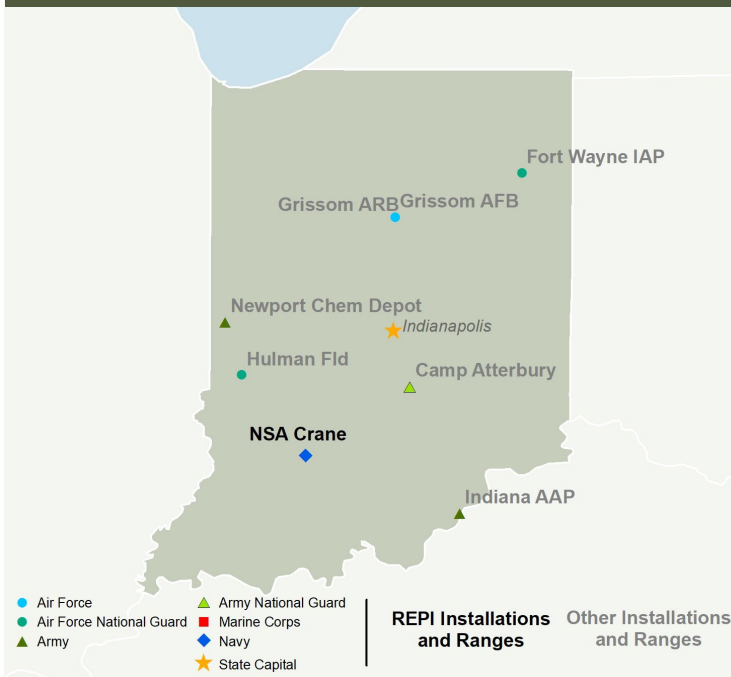 Fort Wayne IAP
Grissom ARB Grissom AFB
Newport Chem Depot
Indianapolis
Hulman Fld
Camp Atterbury
NSA Crane
Indiana AAP
Air Force
Air Force National Guard
Army
Army National Guard
Marine Corps
Navy
State Capital
REPI Installations
and Ranges
Other Installations
and Ranges